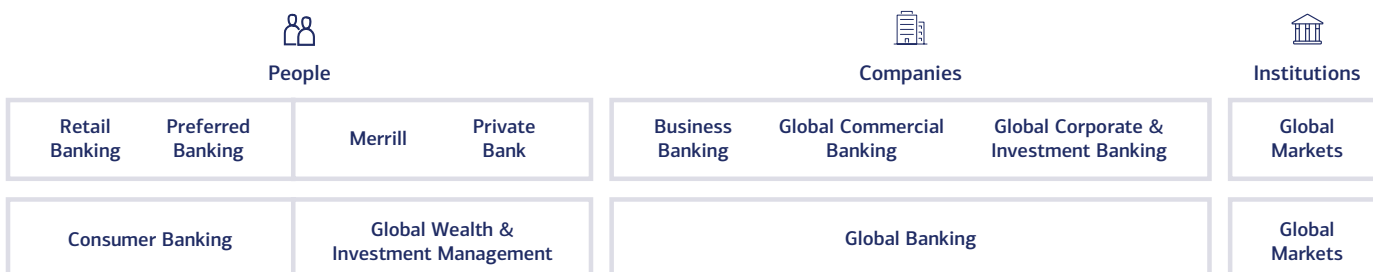 People
Companies
Institutions
Retail
Banking
Preferred
Banking
Merrill
Private
Bank
Business
Banking
Global Commercial
Banking
Global Corporate &
Investment Banking
Global
Markets
Consumer Banking
Global Wealth &
Investment Management
Global Banking
Global
Markets